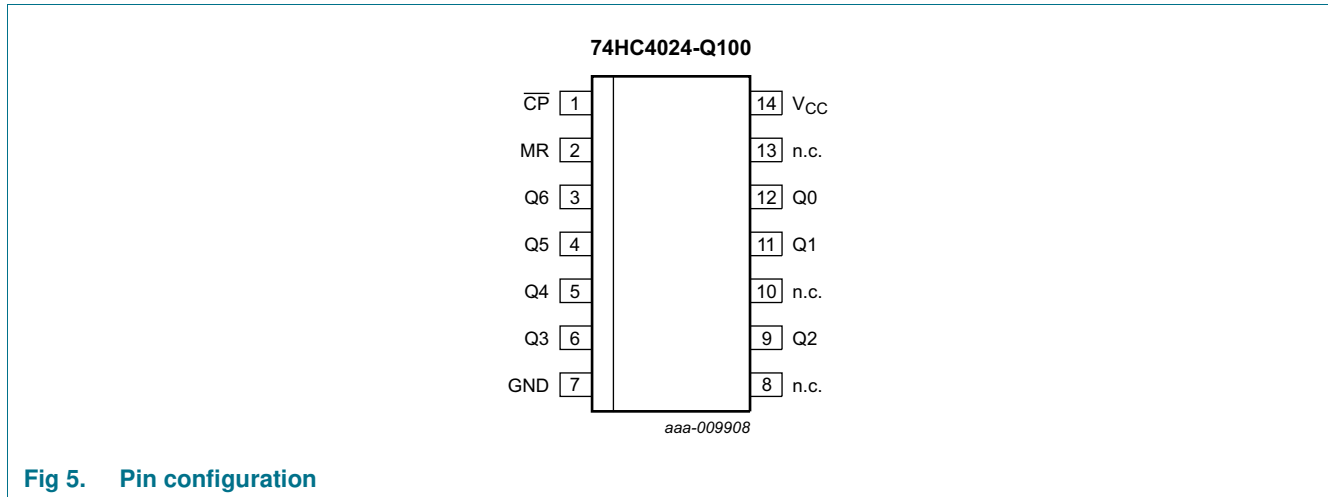 74HC4024-Q100
CP 1 14 VCC
MR 2 13 n.c.
Q6 3 12 Q0
Q5 4 11 Q1
Q4 5 10 n.c.
Q3 6 9 Q2
GND 7 8 n.c.
aaa-009908
Fig 5. Pin configuration